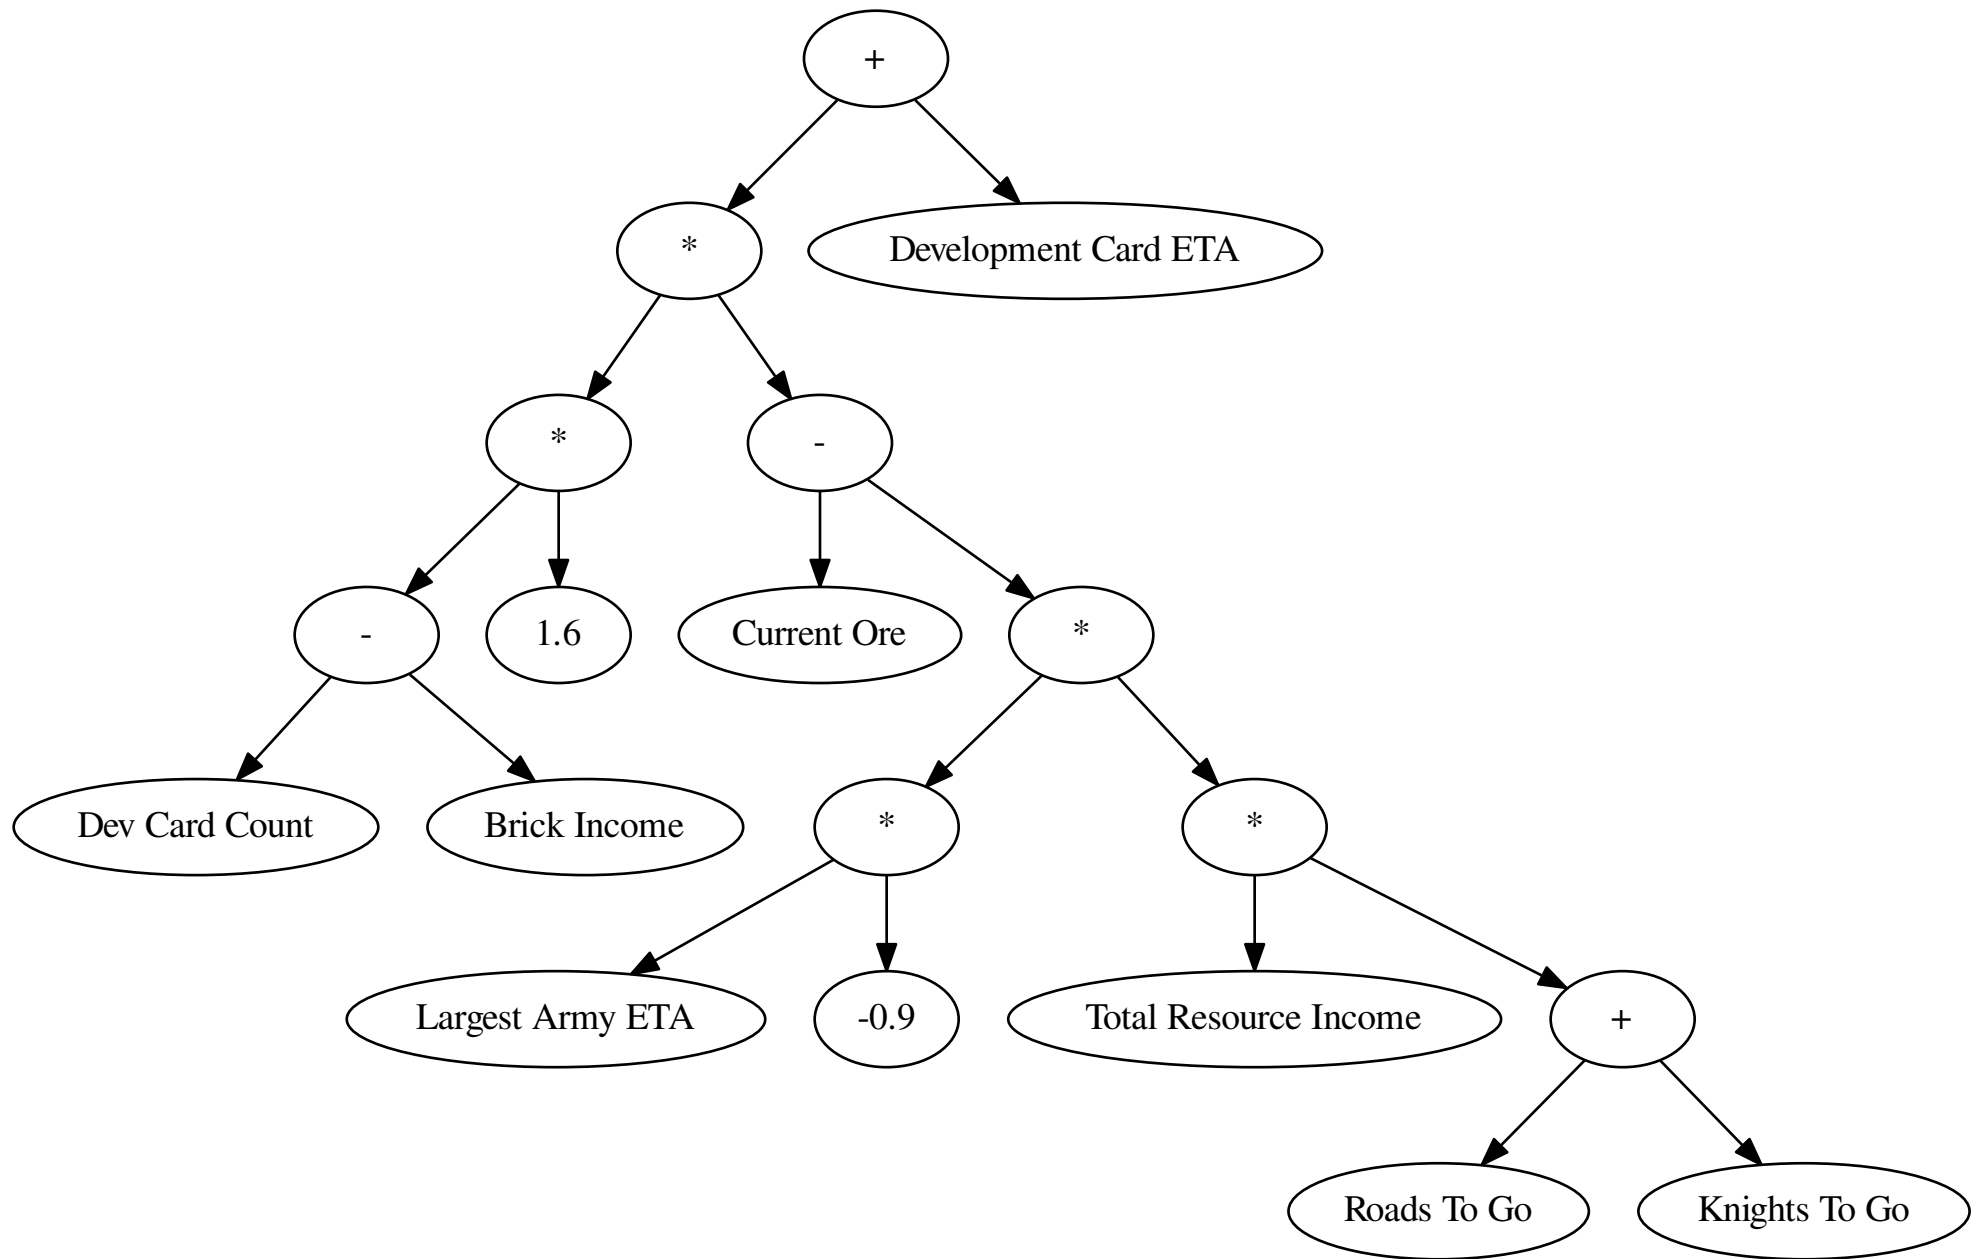 +
*
Development Card ETA
*
-
-
1.6
Current Ore
*
Dev Card Count
Brick Income
*
*
Largest Army ETA
-0.9
Total Resource Income
+
Roads To Go
Knights To Go